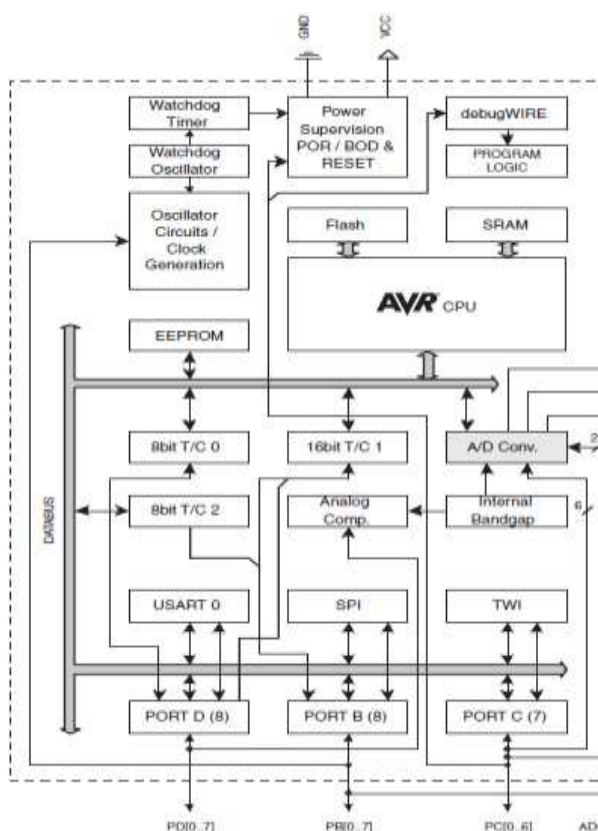 GND
VCC
Watchdog
Timer
Power
Supervision
POR / BOD &
RESET
debugWIRE
Watchdog
Oscillator
PROGRAM
LOGIC
Oscillator
Circuits /
Clock
Generation
Flash
SRAM
AVR CPU
EEPROM
8bit T/C 0
16bit T/C 1
A/D Conv.
2
DATABUS
8bit T/C 2
Analog
Comp.
Internal
Bandgap
6
USART 0
SPI
TWI
PORT D (8)
PORT B (8)
PORT C (7)
PD[0..7]
PB[0..7]
PC[0..6]
AD